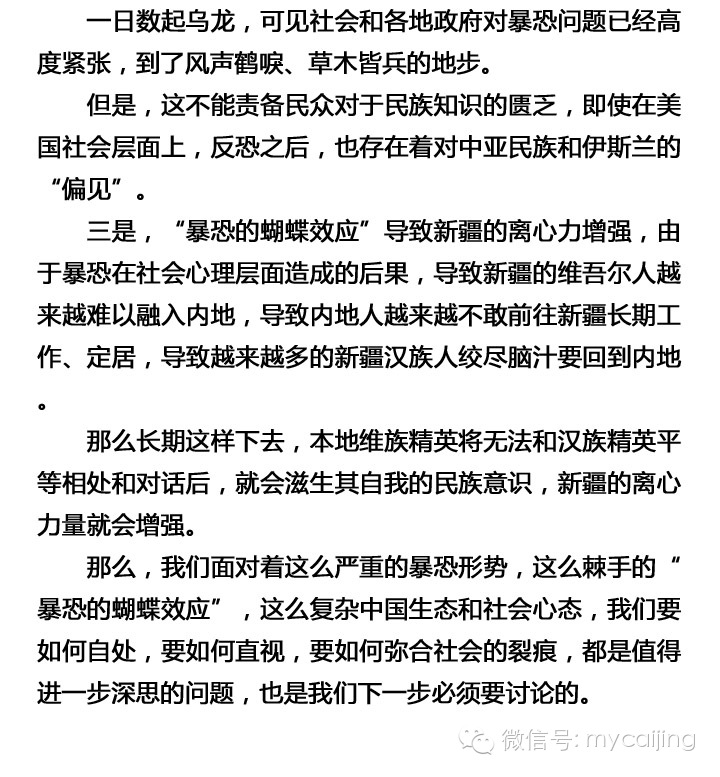 一日数起乌龙，可见社会和各地政府对暴恐问题已经高
度紧张，到了风声鹤唳、草木皆兵的地步。
但是，这不能责备民众对于民族知识的匮乏，即使在美
国社会层面上，反恐之后，也存在着对中亚民族和伊斯兰的
“偏见”。
三是，“暴恐的蝴蝶效应”导致新疆的离心力增强，由
于暴恐在社会心理层面造成的后果，导致新疆的维吾尔人越
来越难以融入内地，导致内地人越来越不敢前往新疆长期工
作、定居，导致越来越多的新疆汉族人绞尽脑汁要回到内地
。
那么长期这样下去，本地维族精英将无法和汉族精英平
等相处和对话后，就会滋生其自我的民族意识，新疆的离心
力量就会增强。
那么，我们面对着这么严重的暴恐形势，这么棘手的“
暴恐的蝴蝶效应”，这么复杂中国生态和社会心态，我们要
如何自处，要如何直视，要如何弥合社会的裂痕，都是值得
进一步深思的问题，也是我们下一步必须要讨论的。
微信号: mycaijing